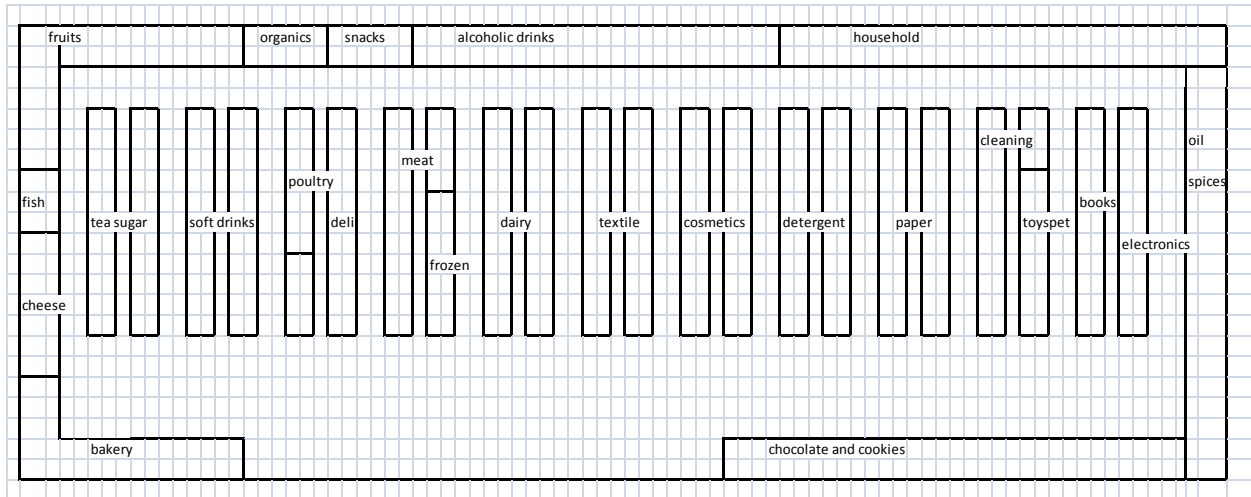 fruits
organics
snacks
alcoholic drinks
household
cleaning
oil
meat
poultry
spices
fish
books
tea sugar
soft drinks
deli
dairy
textile
cosmetics
detergent
paper
toyspet
electronics
frozen
cheese
bakery
chocolate and cookies